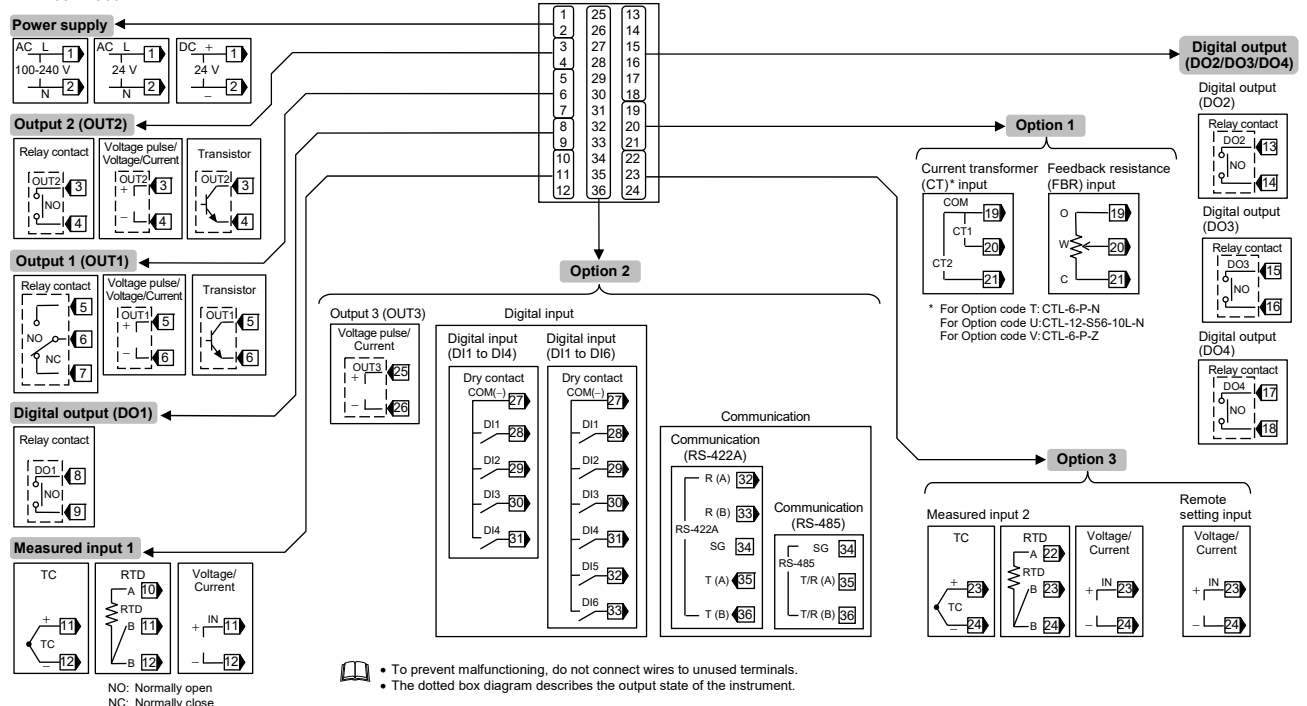 Power supply
AC L 1
100-240 V
N 2
AC L 1
24 V
N 2
DC + 1
24 V
– 2
Output 2 (OUT2)
Relay contact
OUT2 3
NO
4
Voltage pulse/
Voltage/Current
OUT2
+ 3
– 4
Transistor
OUT2 3
4
Output 1 (OUT1)
Relay contact
5
NO 6
NC
7
Voltage pulse/
Voltage/Current
OUT1
+ 5
– 6
Transistor
OUT1 5
6
Digital output (DO1)
Relay contact
DO1 8
NO
9
Measured input 1
TC
+ 11
TC
– 12
RTD
A 10
RTD
B 11
B 12
Voltage/
Current
+ IN 11
– 12
NO: Normally open
NC: Normally close
1 25 13
2 26 14
3 27 15
4 28 16
5 29 17
6 30 18
7 31 19
8 32 20
9 33 21
10 34 22
11 35 23
12 36 24
Option 2
Output 3 (OUT3)
Voltage pulse/
Current
OUT3
+ 25
– 26
Digital input
Digital input
(DI1 to DI4)
Dry contact
COM(–) 27
DI1 28
DI2 29
DI3 30
DI4 31
Digital input
(DI1 to DI6)
Dry contact
COM(–) 27
DI1 28
DI2 29
DI3 30
DI4 31
DI5 32
DI6 33
Communication
Communication
(RS-422A)
R (A) 32
R (B) 33
RS-422A
SG 34
T (A) 35
T (B) 36
Communication
(RS-485)
SG 34
RS-485
T/R (A) 35
T/R (B) 36
Option 1
Current transformer
(CT)* input
COM
19
CT1
20
CT2
21
Feedback resistance
(FBR) input
O 19
W 20
C 21
* For Option code T: CTL-6-P-N
For Option code U:CTL-12-S56-10L-N
For Option code V:CTL-6-P-Z
Digital output
(DO2/DO3/DO4)
Digital output
(DO2)
Relay contact
DO2 13
NO
14
Digital output
(DO3)
Relay contact
DO3 15
NO
16
Digital output
(DO4)
Relay contact
DO4 17
NO
18
Option 3
Measured input 2
TC
+ 23
TC
– 24
RTD
A 22
RTD
B 23
B 24
Voltage/
Current
+ IN 23
– 24
Remote
setting input
Voltage/
Current
+ IN 23
– 24
• To prevent malfunctioning, do not connect wires to unused terminals.
• The dotted box diagram describes the output state of the instrument.